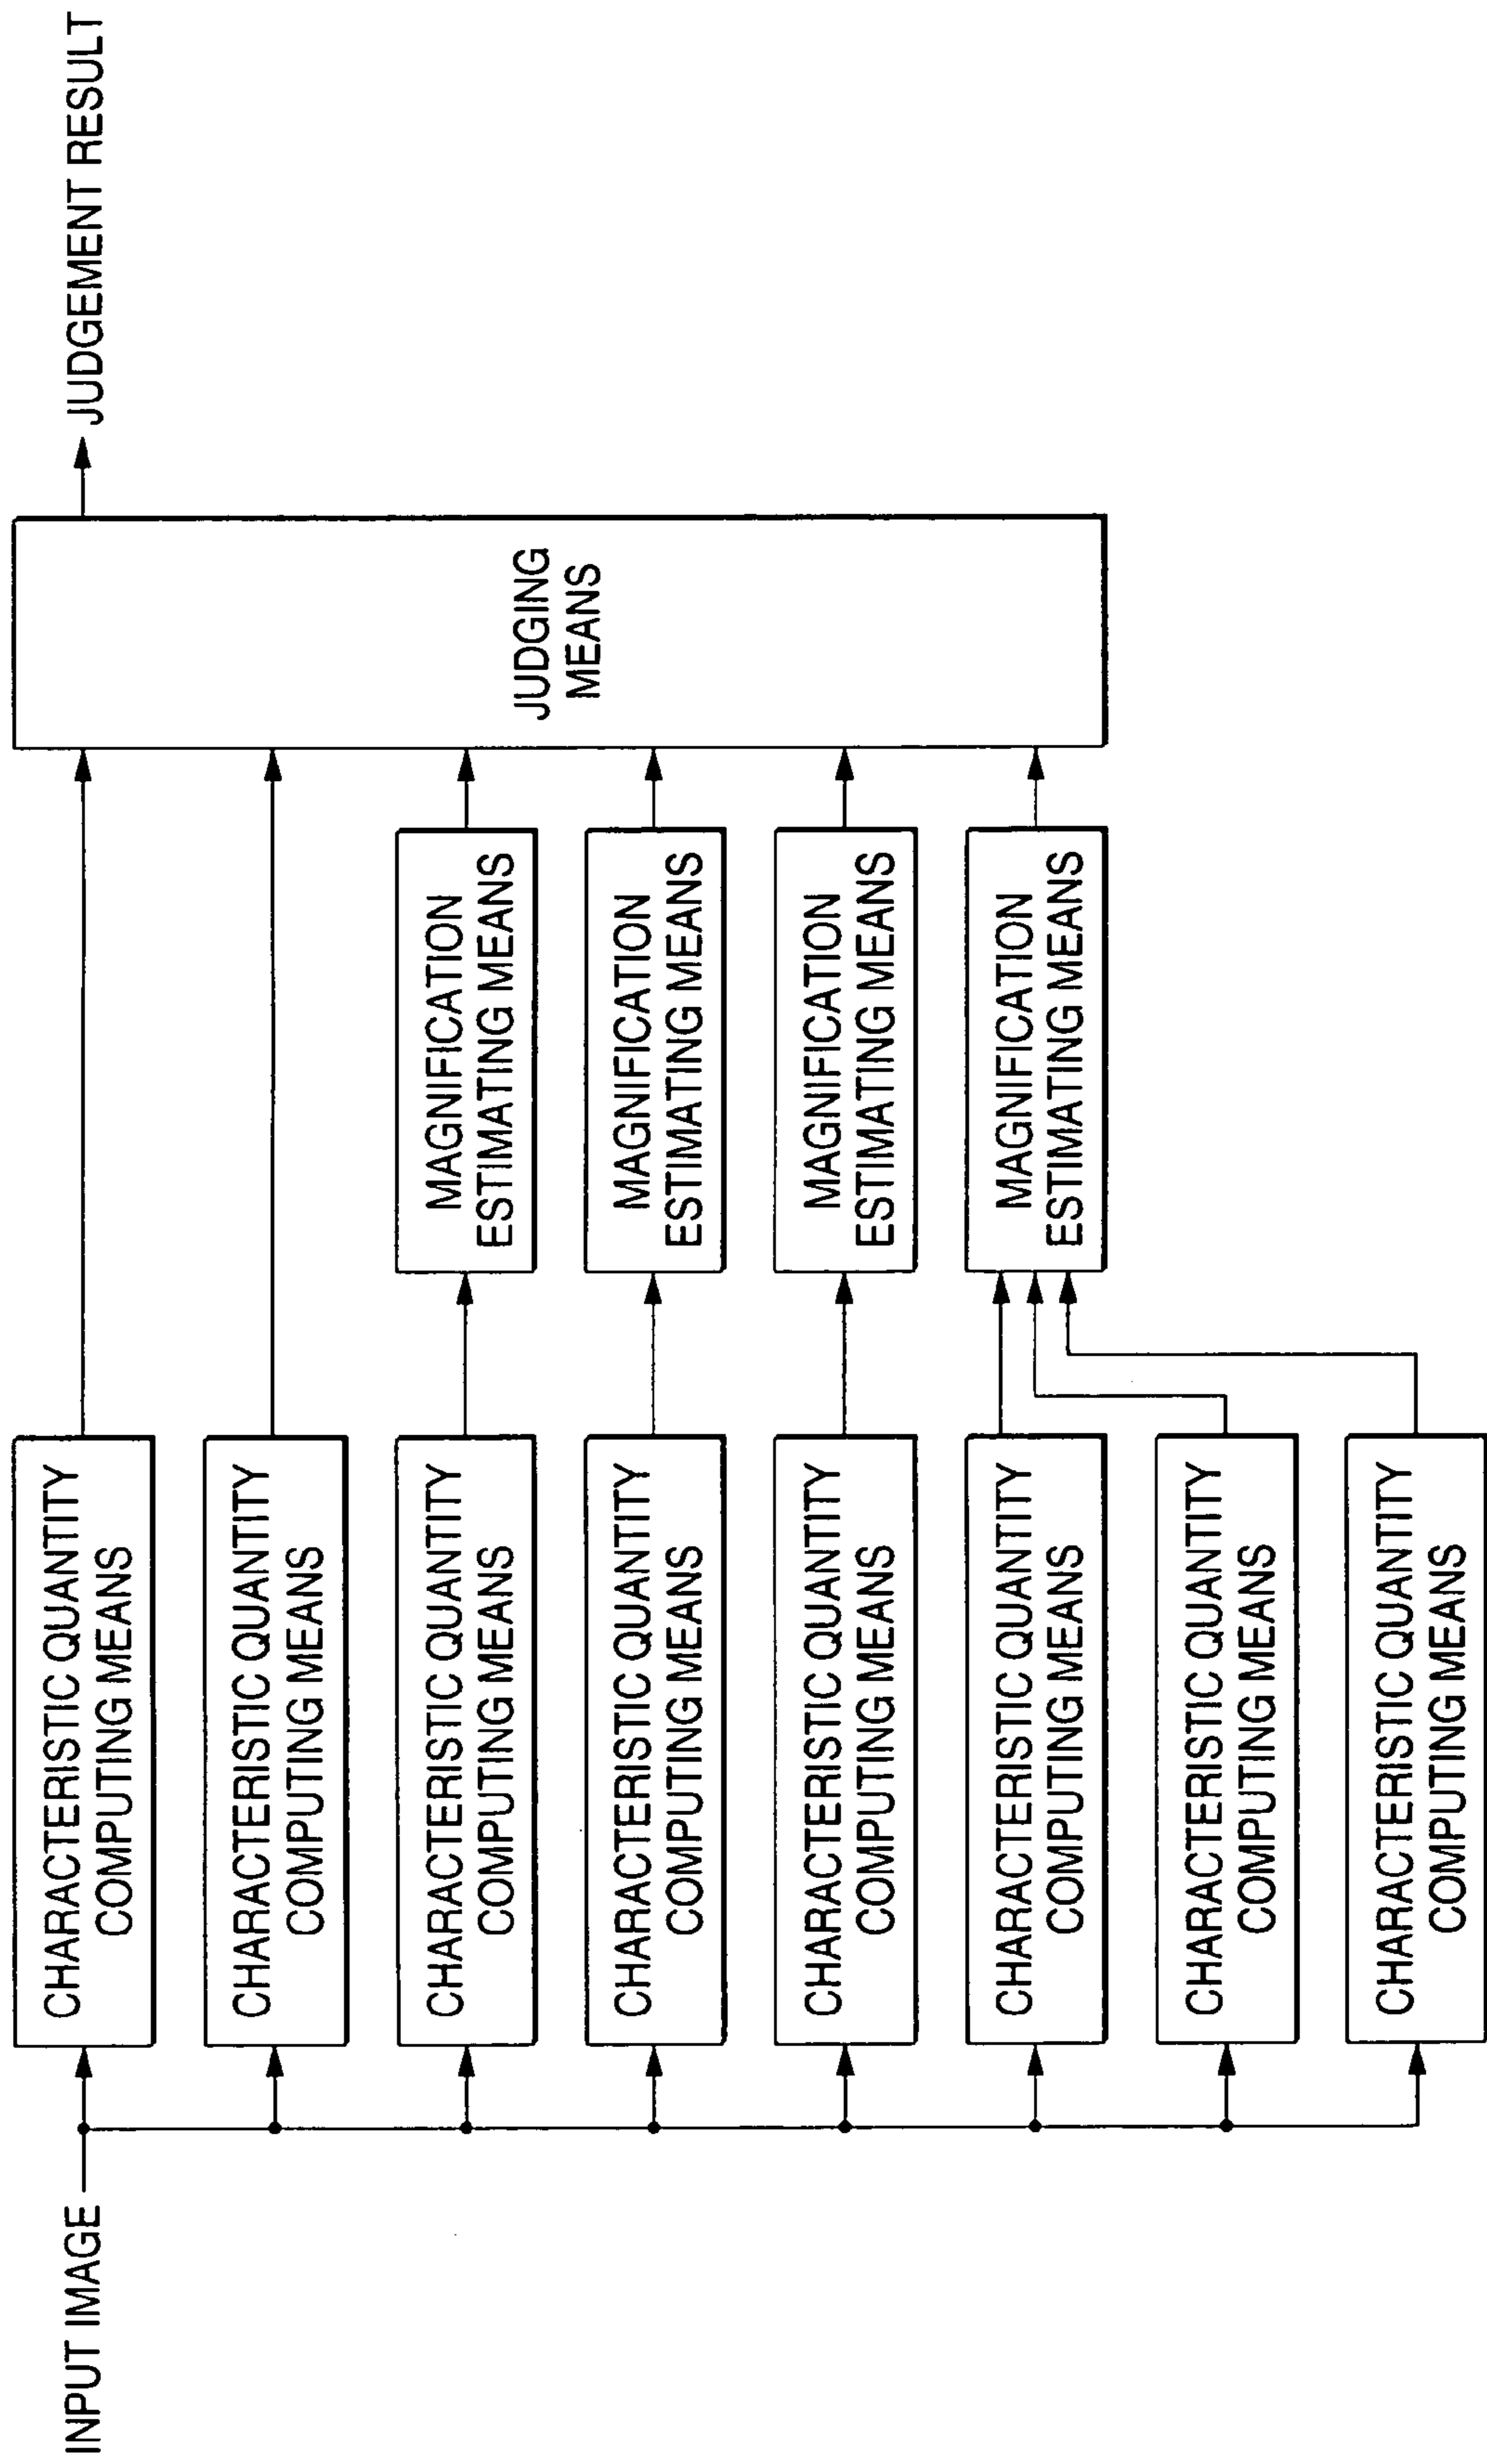 INPUT IMAGE
CHARACTERISTIC QUANTITY
COMPUTING MEANS
CHARACTERISTIC QUANTITY
COMPUTING MEANS
CHARACTERISTIC QUANTITY
COMPUTING MEANS
CHARACTERISTIC QUANTITY
COMPUTING MEANS
CHARACTERISTIC QUANTITY
COMPUTING MEANS
CHARACTERISTIC QUANTITY
COMPUTING MEANS
CHARACTERISTIC QUANTITY
COMPUTING MEANS
CHARACTERISTIC QUANTITY
COMPUTING MEANS
MAGNIFICATION
ESTIMATING MEANS
MAGNIFICATION
ESTIMATING MEANS
MAGNIFICATION
ESTIMATING MEANS
MAGNIFICATION
ESTIMATING MEANS
JUDGING
MEANS
JUDGEMENT RESULT